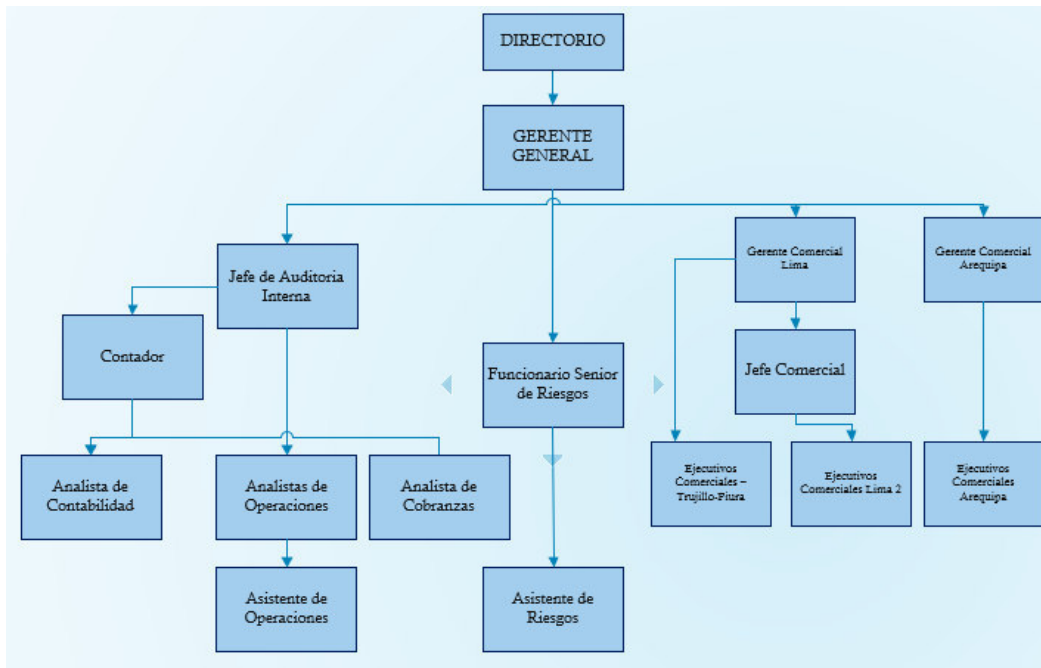 DIRECTORIO
GERENTE
GENERAL
Jefe de Auditoria
Interna
Gerente Comercial
Lima
Gerente Comercial
Arequipa
Contador
Funcionario Senior
de Riesgos
Jefe Comercial
Analista de
Contabilidad
Analistas de
Operaciones
Analista de
Cobranzas
Ejecutivos
Comerciales –
Trujillo-Piura
Ejecutivos
Comerciales Lima 2
Ejecutivos
Comerciales
Arequipa
Asistente de
Operaciones
Asistente de
Riesgos